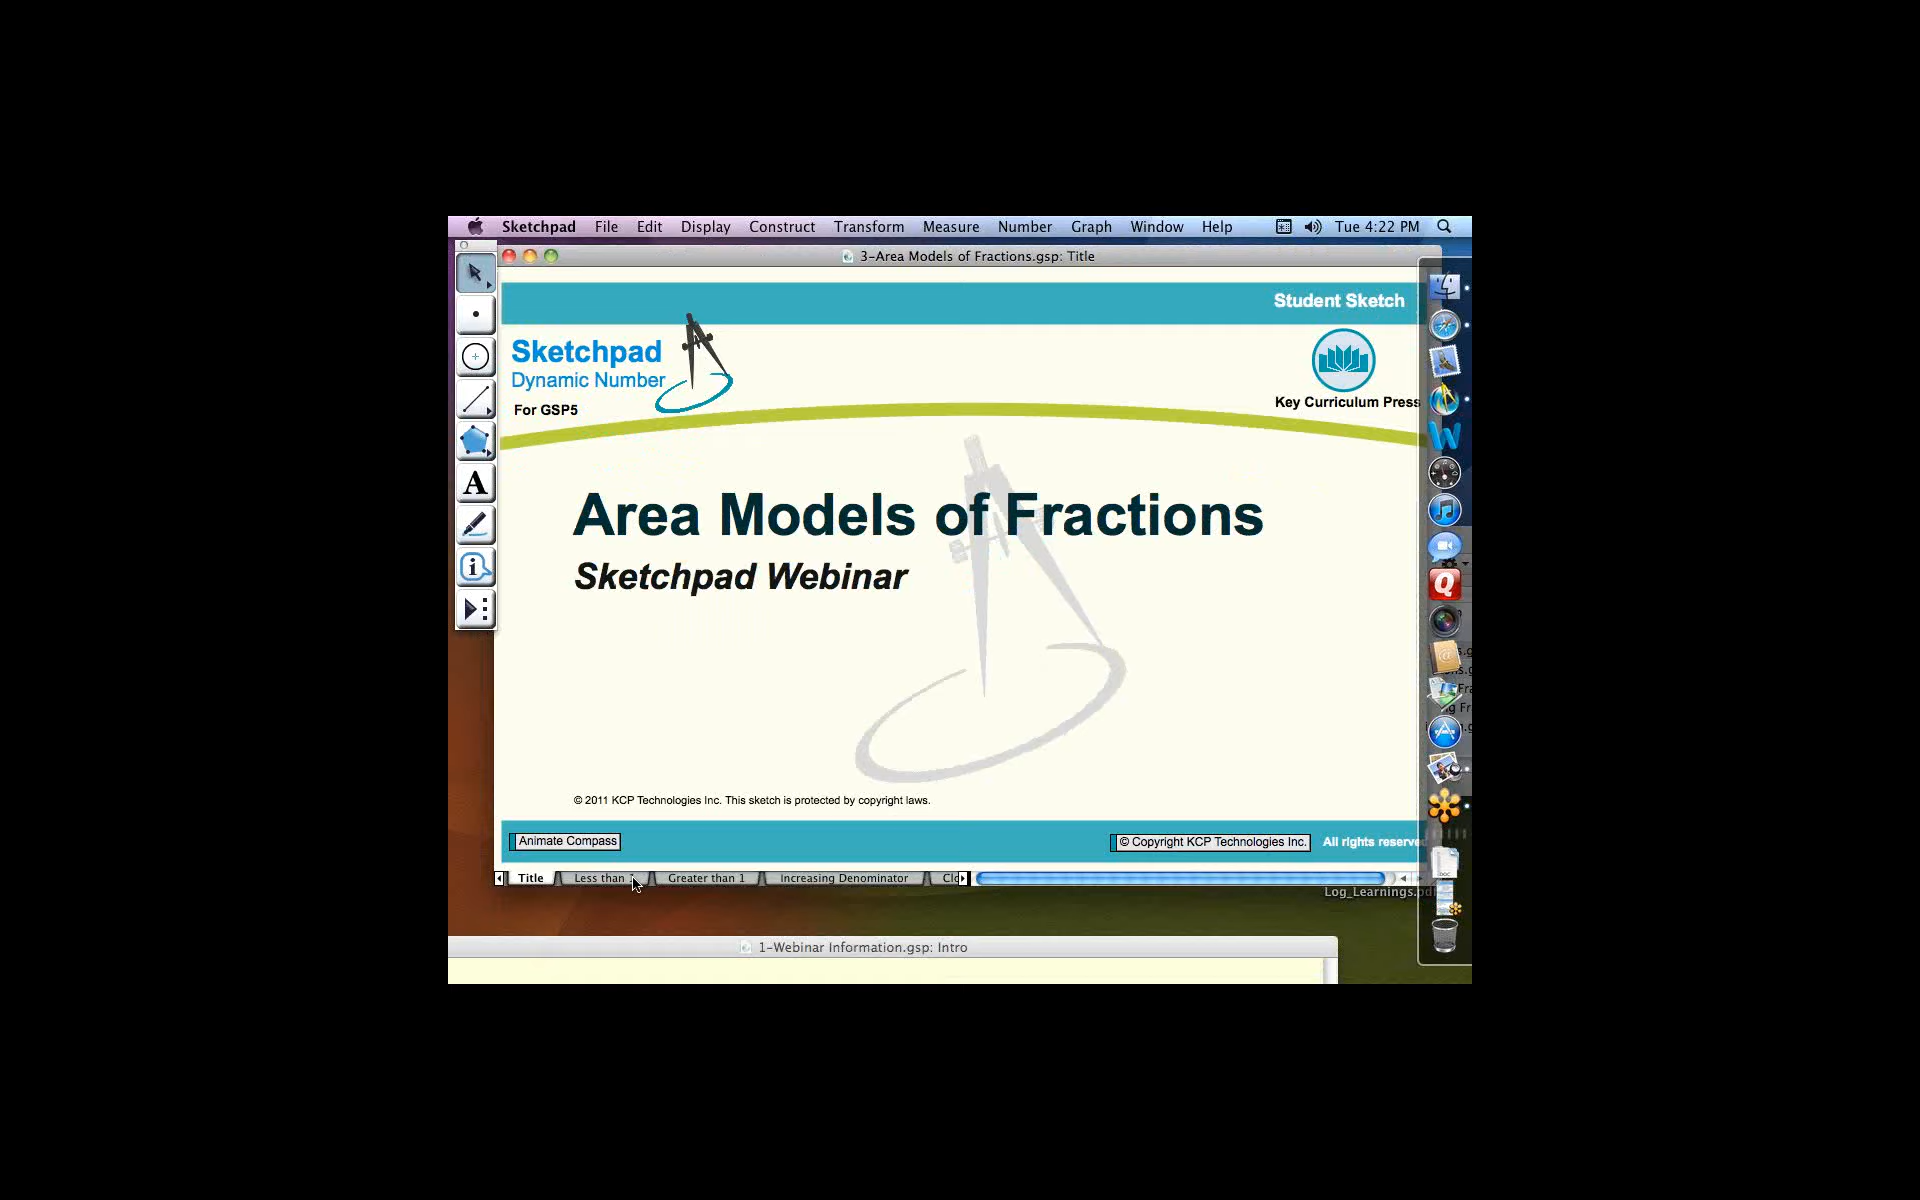 Sketchpad File Edit Display Construct Transform Measure Number Graph Window Help Tue 4:22 PM
3-Area Models of Fractions.gsp: Title
Student Sketch
Sketchpad
Dynamic Number
For GSP5
Key Curriculum Press
A
Area Models of Fractions
Sketchpad Webinar
© 2011 KCP Technologies Inc. This sketch is protected by copyright laws.
Animate Compass
© Copyright KCP Technologies Inc.
All rights reserve
Title Less than Greater than 1 Increasing Denominator Clo
Log_Learnings.pd
1-Webinar Information.gsp: Intro